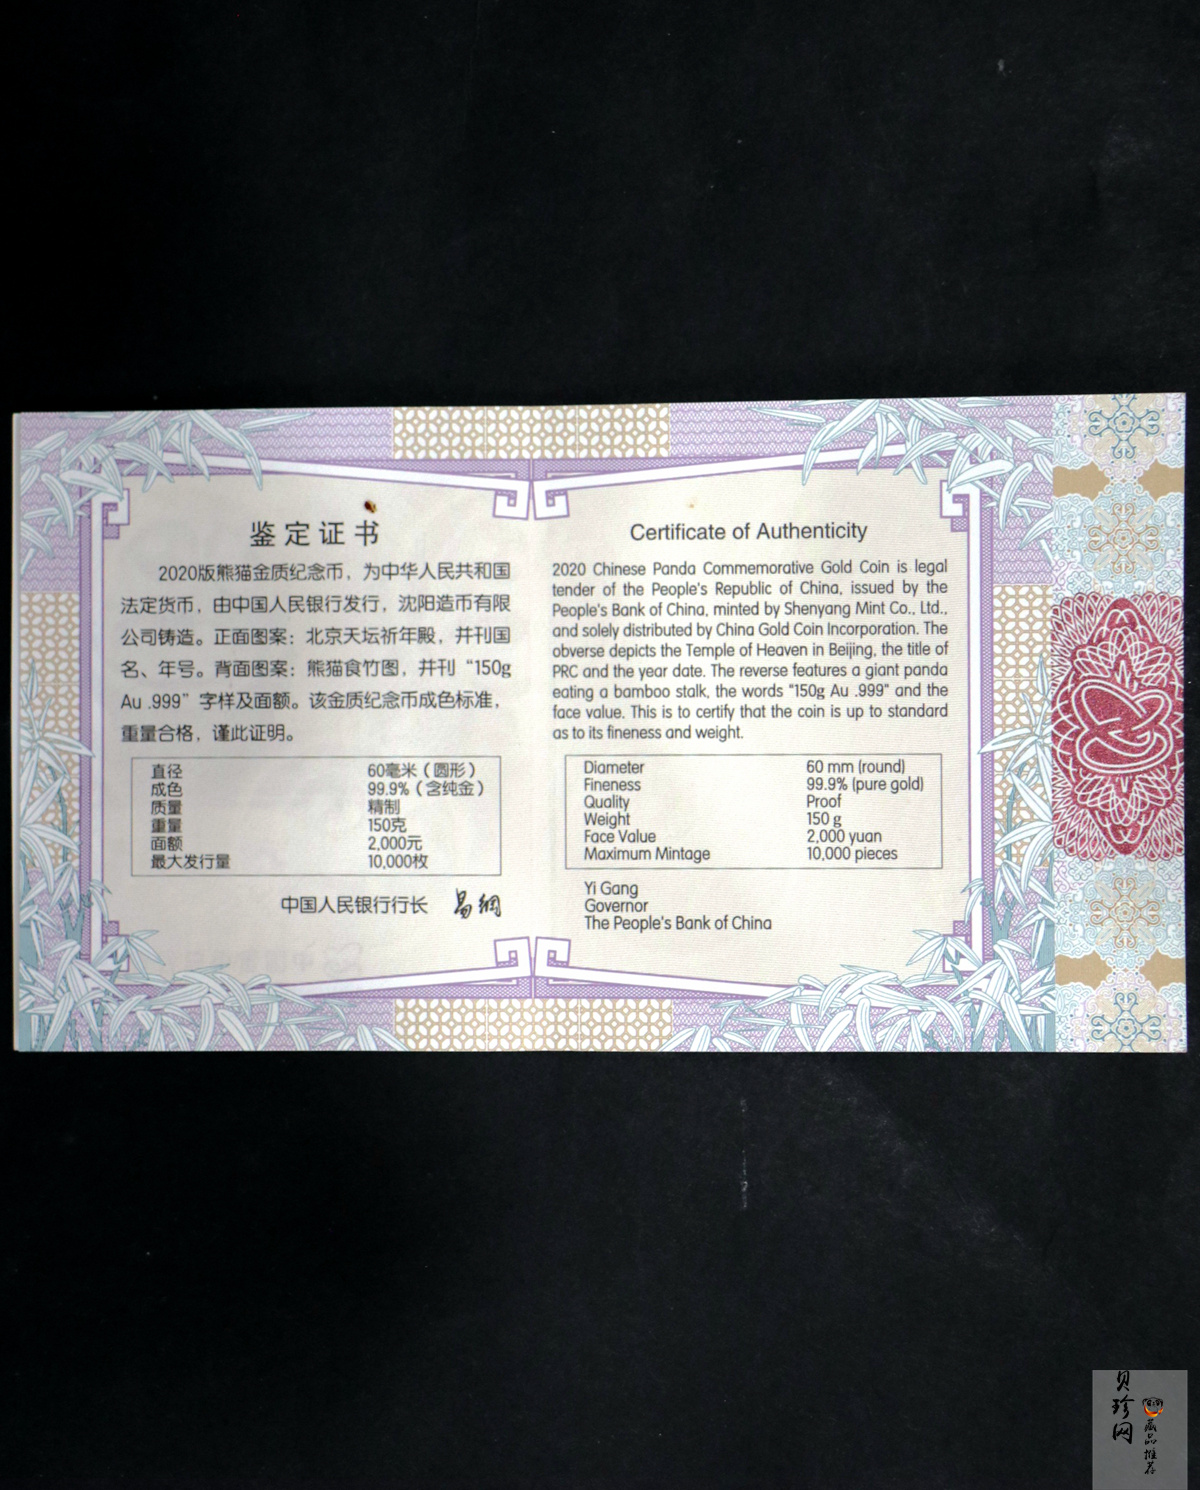 鉴定证书
2020版熊猫金质纪念币，为中华人民共和国
法定货币，由中国人民银行发行，沈阳造币有限
公司铸造。正面图案：北京天坛祈年殿，并刊国
名、年号。背面图案：熊猫食竹图，并刊“150g
Au .999”字样及面额。该金质纪念币成色标准，
重量合格，谨此证明。
直径 60毫米（圆形）
成色 99.9%（含纯金）
质量 精制
重量 150克
面额 2,000元
最大发行量 10,000枚
中国人民银行行长 易纲
Certificate of Authenticity
2020 Chinese Panda Commemorative Gold Coin is legal
tender of the People's Republic of China, issued by the
People's Bank of China, minted by Shenyang Mint Co., Ltd.,
and solely distributed by China Gold Coin Incorporation. The
obverse depicts the Temple of Heaven in Beijing, the title of
PRC and the year date. The reverse features a giant panda
eating a bamboo stalk, the words "150g Au .999" and the
face value. This is to certify that the coin is up to standard
as to its fineness and weight.
Diameter 60 mm (round)
Fineness 99.9% (pure gold)
Quality Proof
Weight 150 g
Face Value 2,000 yuan
Maximum Mintage 10,000 pieces
Yi Gang
Governor
The People's Bank of China
贝珍网
藏品推荐